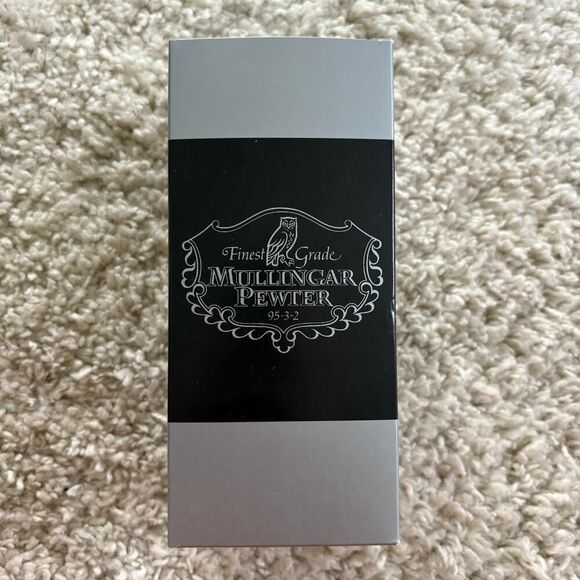 Finest Grade
MULLINGAR
PEWTER
95-3-2